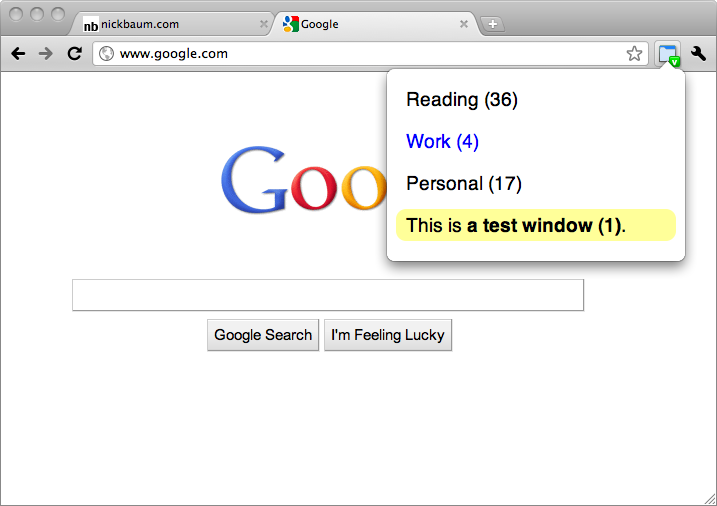 nb nickbaum.com
Google
www.google.com
Reading (36)
Work (4)
Personal (17)
This is a test window (1).
Goo
Google Search
I'm Feeling Lucky